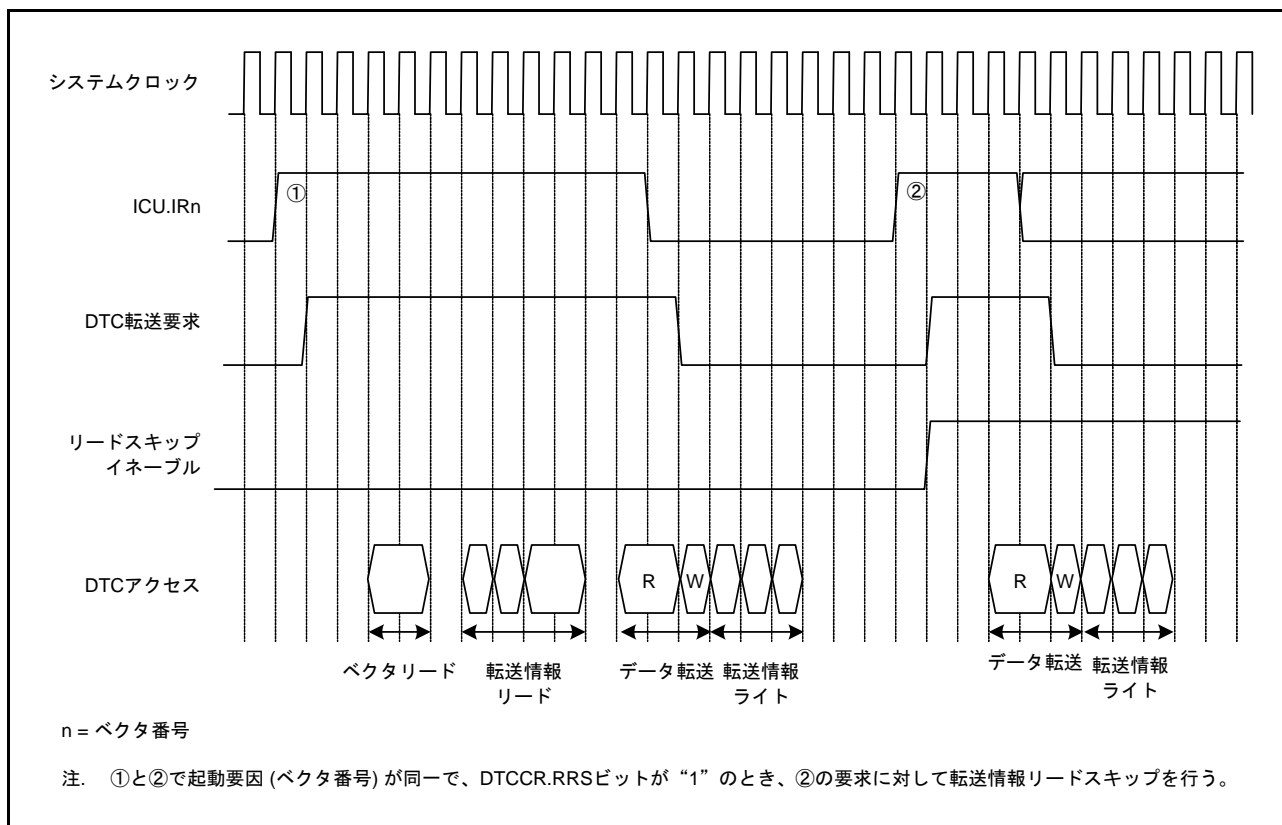 システムクロック
ICU.IRn
①
②
DTC転送要求
リードスキップ
イネーブル
DTCアクセス
R
W
R
W
ベクタリード
転送情報
リード
データ転送
転送情報
ライト
データ転送
転送情報
ライト
n = ベクタ番号
注. ①と②で起動要因 (ベクタ番号) が同一で、DTCCR.RRSビットが“1”のとき、②の要求に対して転送情報リードスキップを行う。